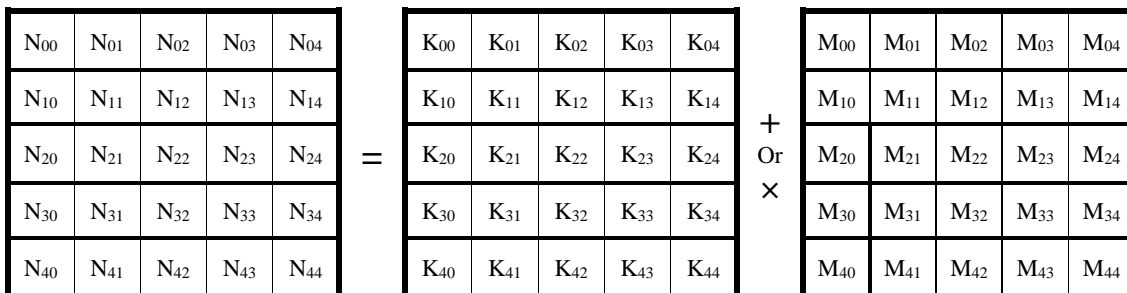 N₀₀ N₀₁ N₀₂ N₀₃ N₀₄ K₀₀ K₀₁ K₀₂ K₀₃ K₀₄ M₀₀ M₀₁ M₀₂ M₀₃ M₀₄
N₁₀ N₁₁ N₁₂ N₁₃ N₁₄ K₁₀ K₁₁ K₁₂ K₁₃ K₁₄ M₁₀ M₁₁ M₁₂ M₁₃ M₁₄
+
N₂₀ N₂₁ N₂₂ N₂₃ N₂₄ = K₂₀ K₂₁ K₂₂ K₂₃ K₂₄ Or M₂₀ M₂₁ M₂₂ M₂₃ M₂₄
×
N₃₀ N₃₁ N₃₂ N₃₃ N₃₄ K₃₀ K₃₁ K₃₂ K₃₃ K₃₄ M₃₀ M₃₁ M₃₂ M₃₃ M₃₄
N₄₀ N₄₁ N₄₂ N₄₃ N₄₄ K₄₀ K₄₁ K₄₂ K₄₃ K₄₄ M₄₀ M₄₁ M₄₂ M₄₃ M₄₄